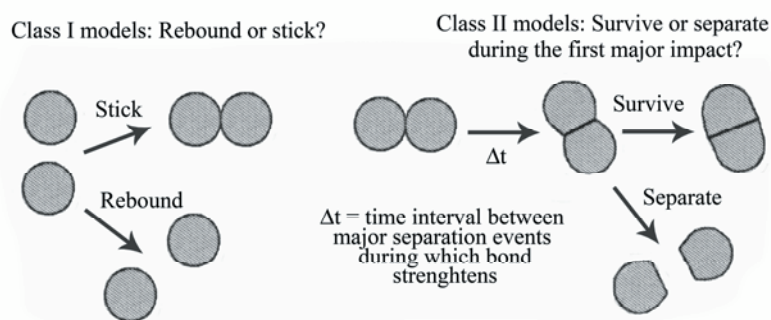 Class I models: Rebound or stick?
Class II models: Survive or separate
during the first major impact?
Stick
Rebound
Δt
Survive
Separate
Δt = time interval between
major separation events
during which bond
strenghtens